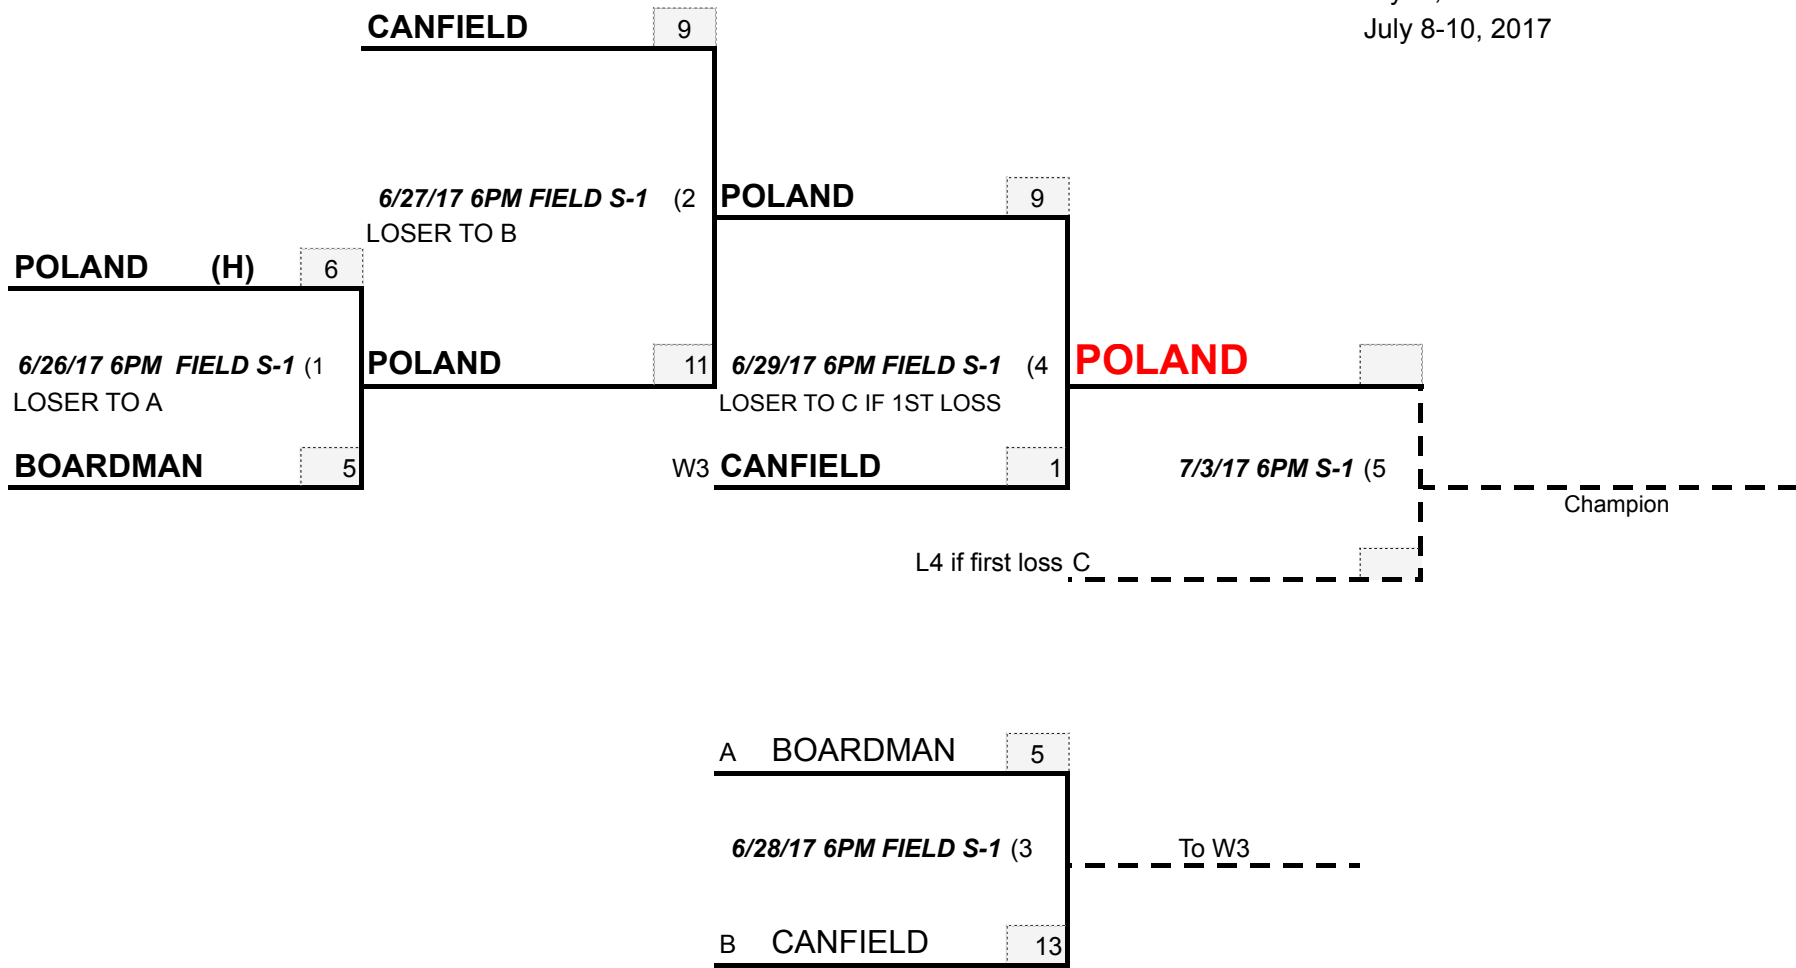 July 8-10, 2017
CANFIELD 9
6/27/17 6PM FIELD S-1 (2
LOSER TO B
POLAND 9
POLAND (H) 6
6/26/17 6PM FIELD S-1 (1
LOSER TO A
POLAND 11
6/29/17 6PM FIELD S-1 (4
LOSER TO C IF 1ST LOSS
POLAND
BOARDMAN 5
W3 CANFIELD 1
7/3/17 6PM S-1 (5
Champion
L4 if first loss C
A BOARDMAN 5
6/28/17 6PM FIELD S-1 (3
To W3
B CANFIELD 13